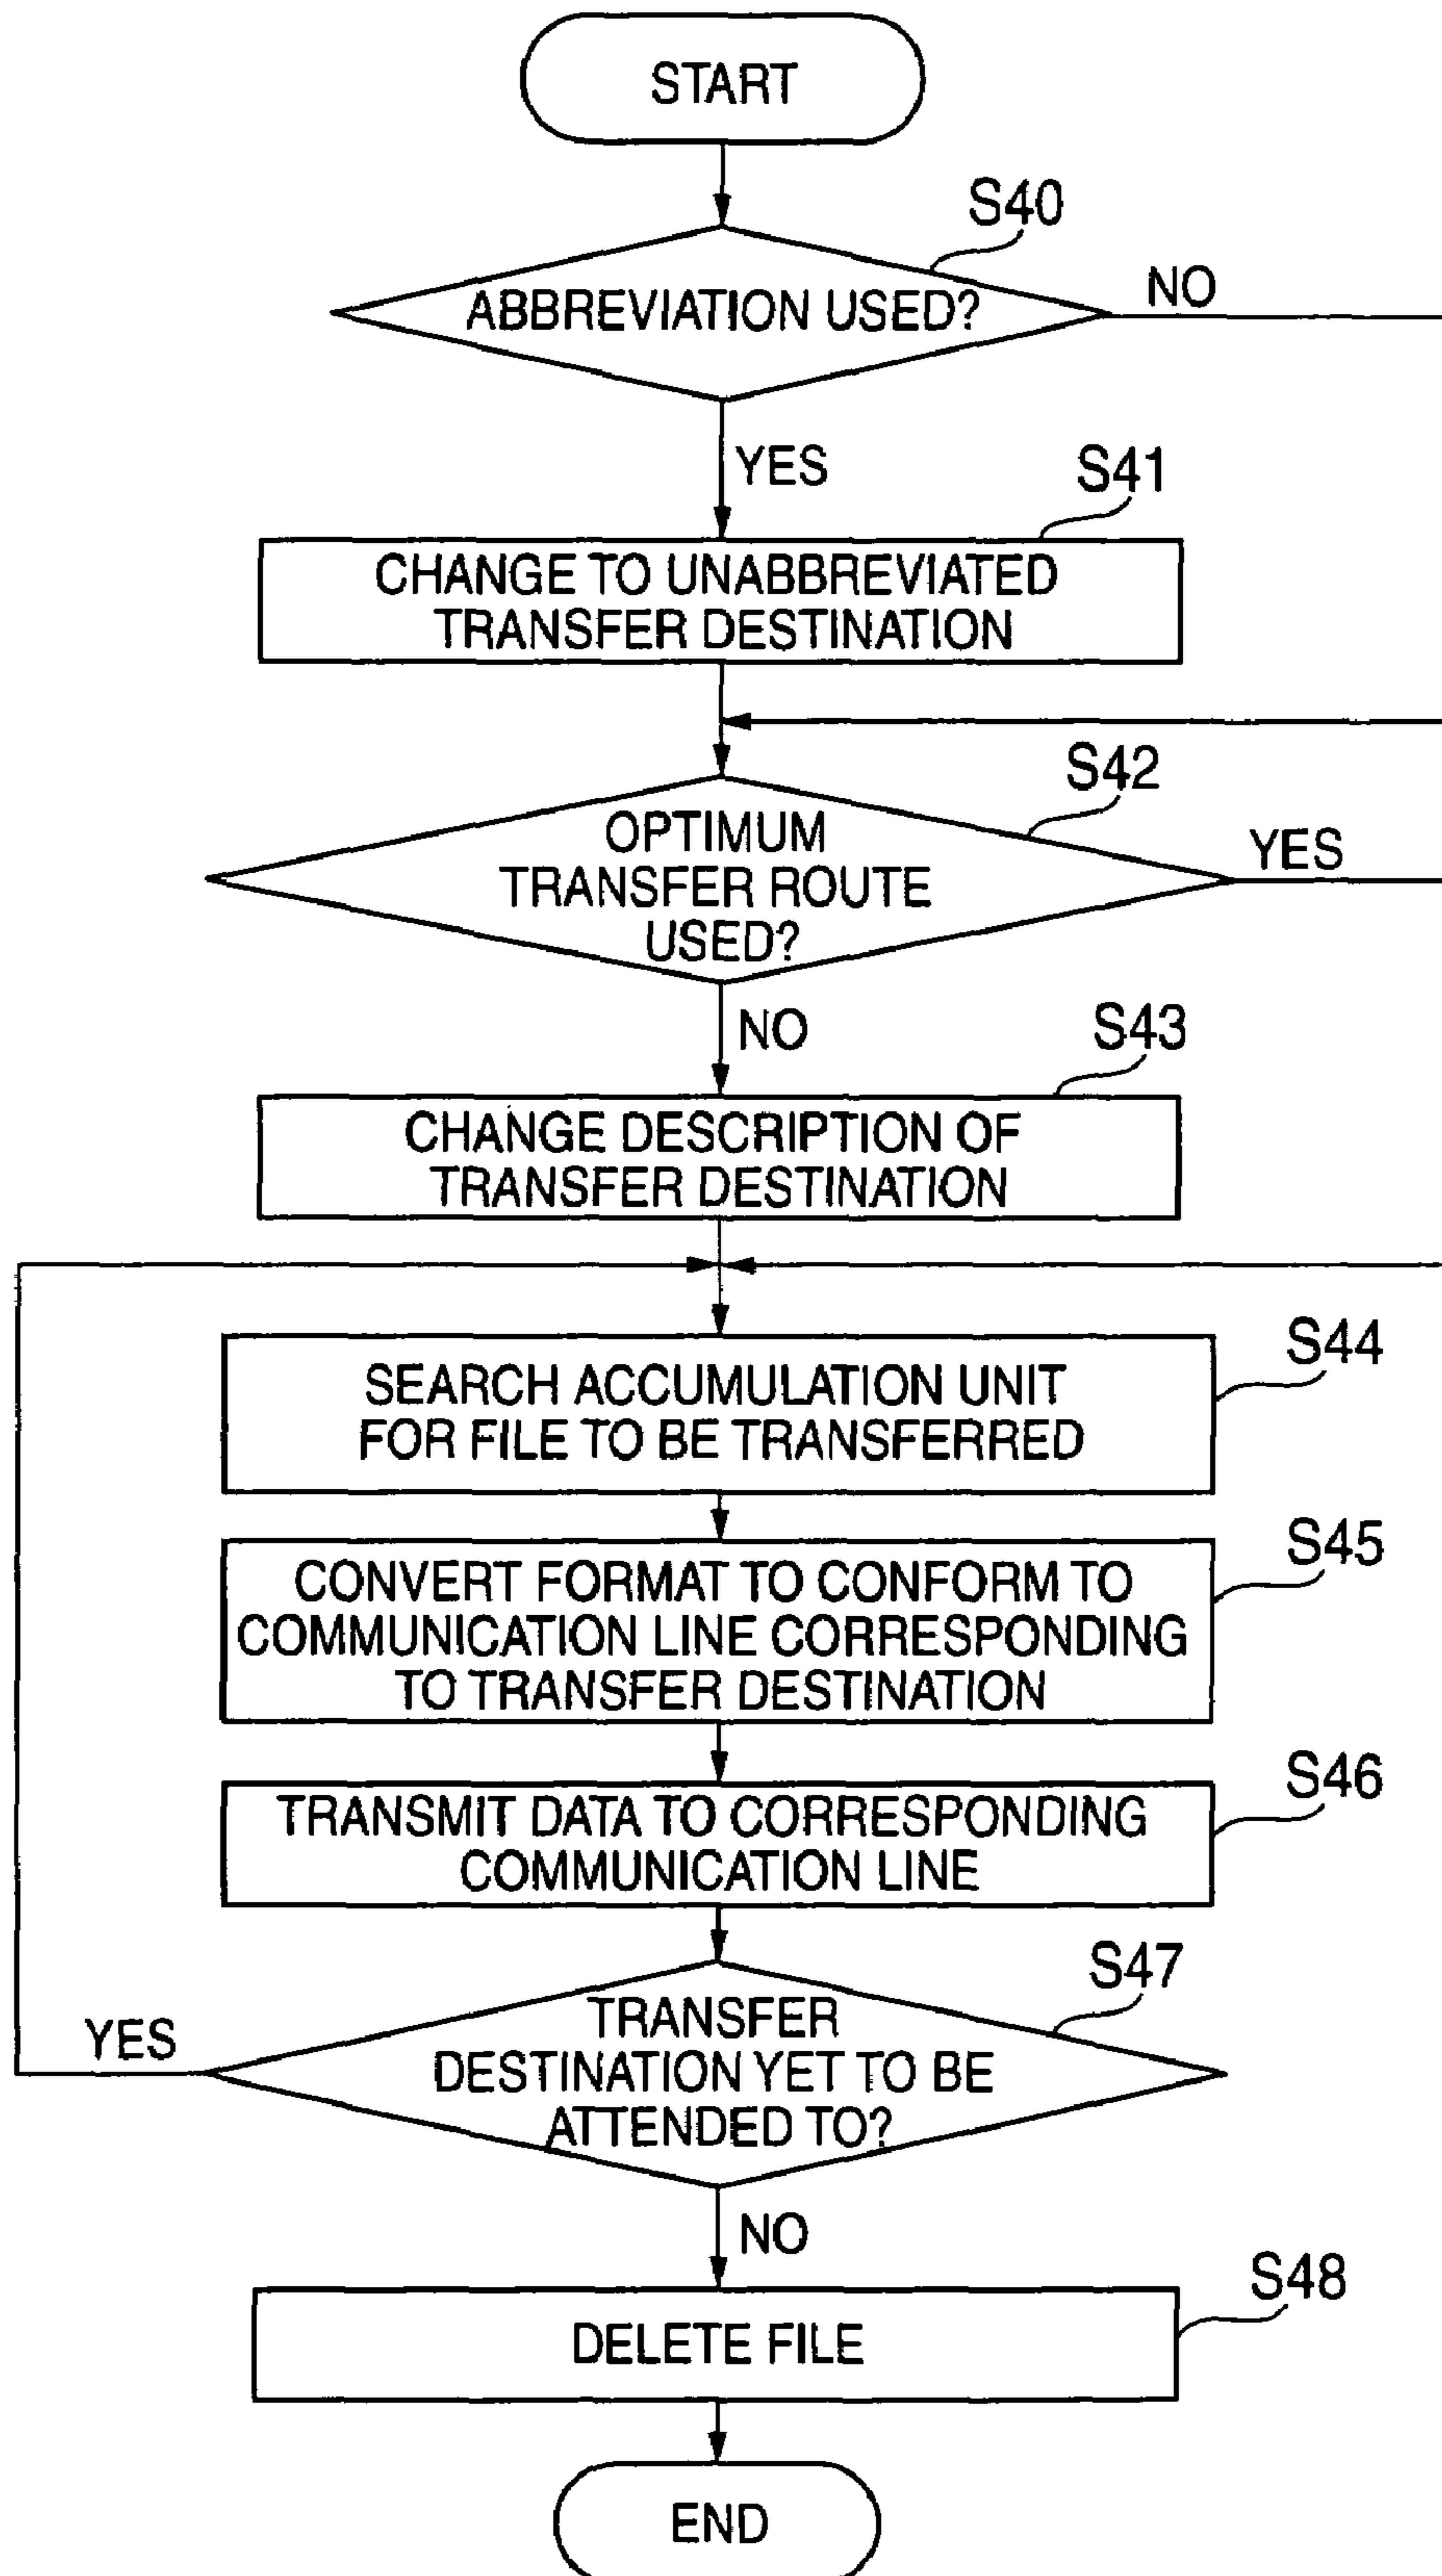 START
S40
ABBREVIATION USED?
NO
YES
S41
CHANGE TO UNABBREVIATED
TRANSFER DESTINATION
S42
OPTIMUM
TRANSFER ROUTE
USED?
YES
NO
S43
CHANGE DESCRIPTION OF
TRANSFER DESTINATION
S44
SEARCH ACCUMULATION UNIT
FOR FILE TO BE TRANSFERRED
S45
CONVERT FORMAT TO CONFORM TO
COMMUNICATION LINE CORRESPONDING
TO TRANSFER DESTINATION
S46
TRANSMIT DATA TO CORRESPONDING
COMMUNICATION LINE
S47
TRANSFER
DESTINATION YET TO BE
ATTENDED TO?
YES
NO
S48
DELETE FILE
END